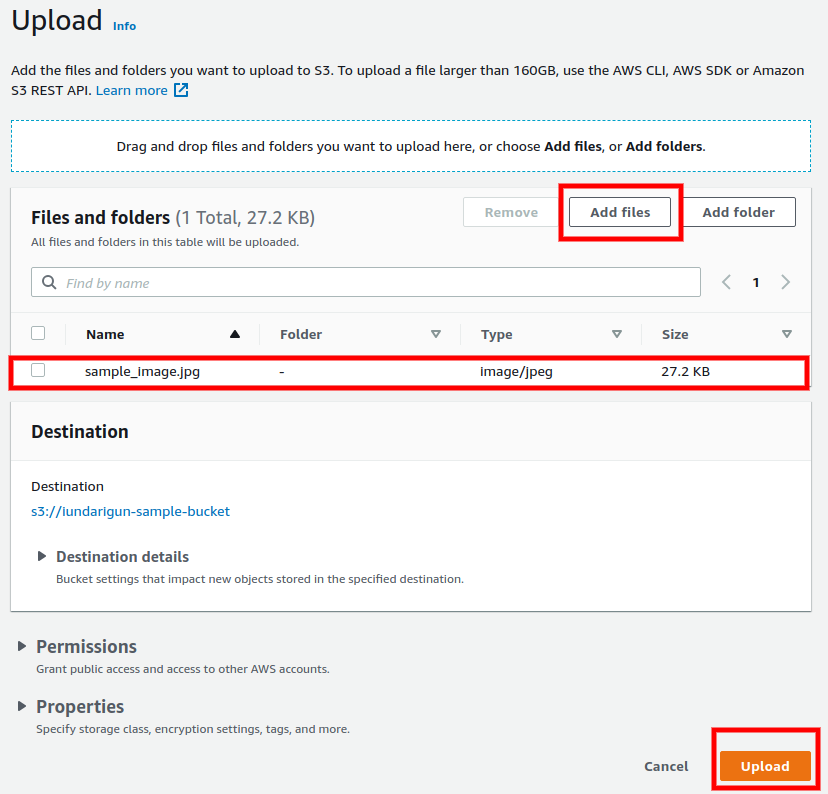 Upload Info
Add the files and folders you want to upload to S3. To upload a file larger than 160GB, use the AWS CLI, AWS SDK or Amazon
S3 REST API. Learn more
Drag and drop files and folders you want to upload here, or choose Add files, or Add folders.
Files and folders (1 Total, 27.2 KB)
Remove Add files Add folder
All files and folders in this table will be uploaded.
Find by name
1
Name Folder Type Size
sample_image.jpg - image/jpeg 27.2 KB
Destination
Destination
s3://iundarigun-sample-bucket
Destination details
Bucket settings that impact new objects stored in the specified destination.
Permissions
Grant public access and access to other AWS accounts.
Properties
Specify storage class, encryption settings, tags, and more.
Cancel Upload